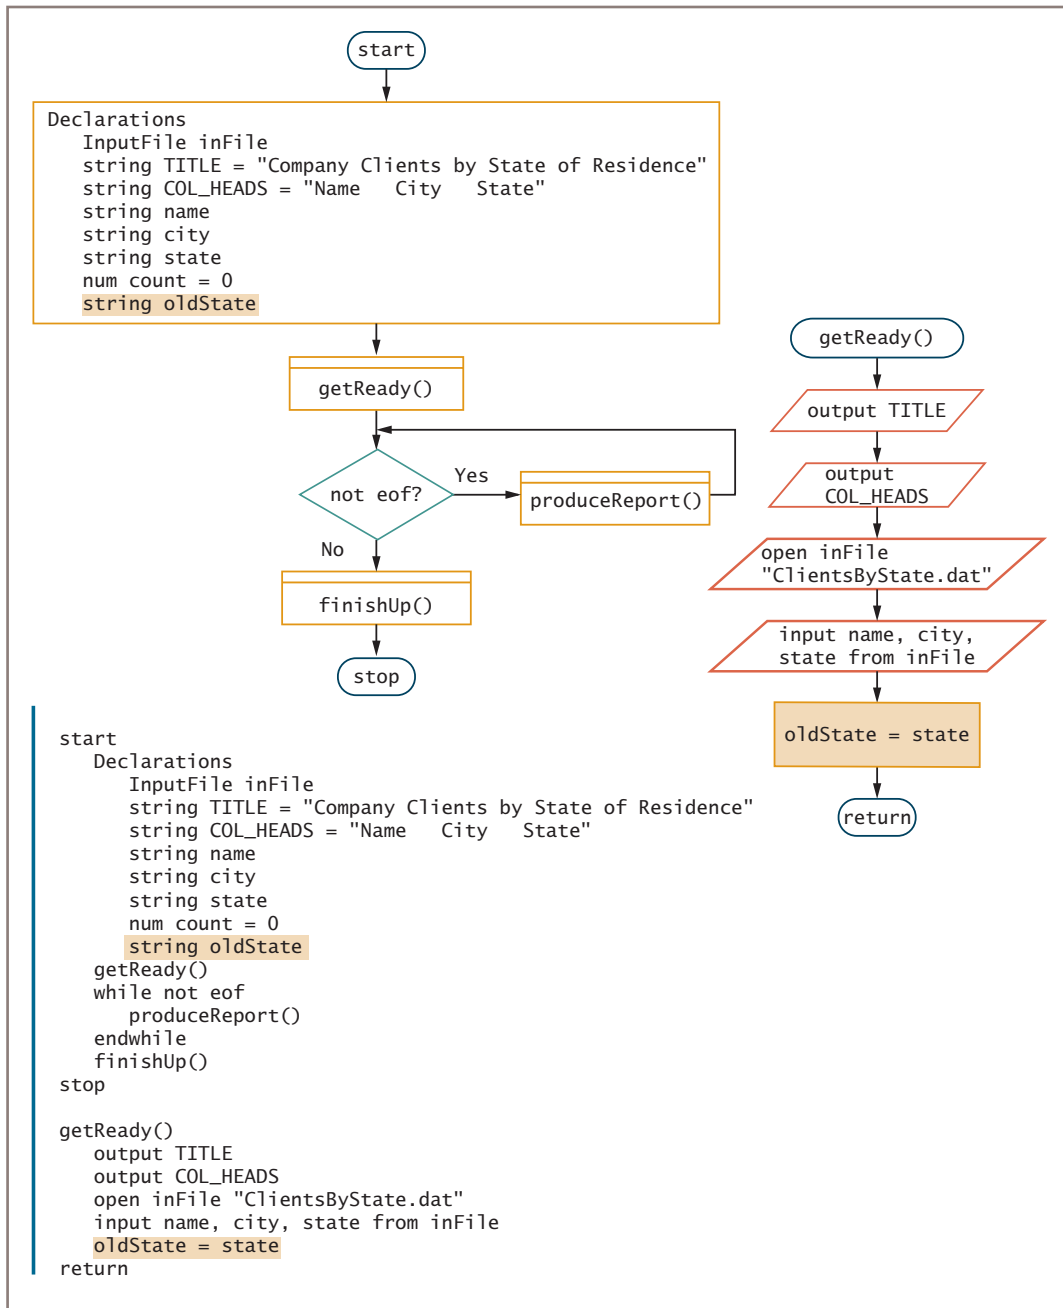 start
Declarations
InputFile inFile
string TITLE = "Company Clients by State of Residence"
string COL_HEADS = "Name   City   State"
string name
string city
string state
num count = 0
string oldState
getReady()
not eof?
Yes
produceReport()
No
finishUp()
stop
getReady()
output TITLE
output
COL_HEADS
open inFile
"ClientsByState.dat"
input name, city,
state from inFile
oldState = state
return
start
Declarations
InputFile inFile
string TITLE = "Company Clients by State of Residence"
string COL_HEADS = "Name   City   State"
string name
string city
string state
num count = 0
string oldState
getReady()
while not eof
produceReport()
endwhile
finishUp()
stop
getReady()
output TITLE
output COL_HEADS
open inFile "ClientsByState.dat"
input name, city, state from inFile
oldState = state
return